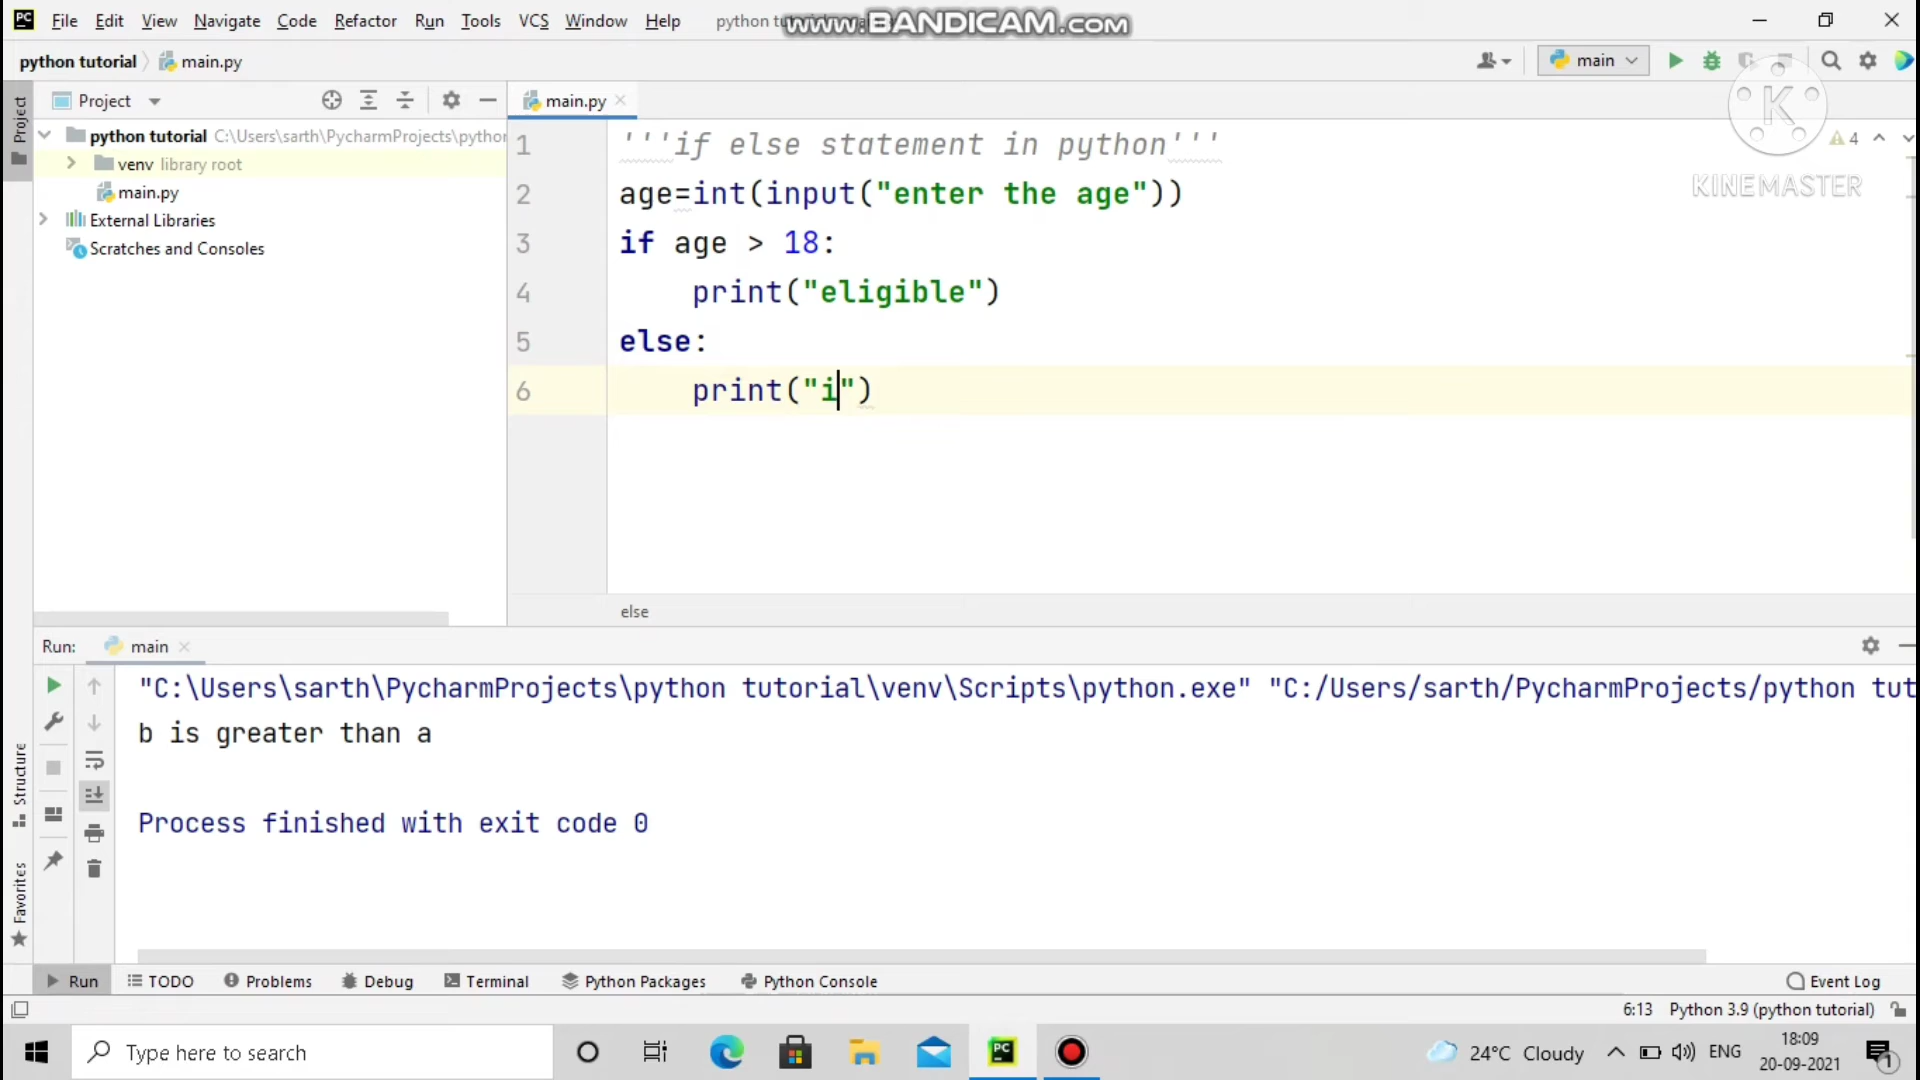 File Edit View Navigate Code Refactor Run Tools VCS Window Help python tu
www.BANDICAM.com
python tutorial main.py
main
K
KINEMASTER
Project
Project
python tutorial C:\Users\sarth\PycharmProjects\python
venv library root
main.py
External Libraries
Scratches and Consoles
main.py
4
1 '''if else statement in python'''
2 age=int(input("enter the age"))
3 if age > 18:
4 print("eligible")
5 else:
6 print("i")
else
Run: main
"C:\Users\sarth\PycharmProjects\python tutorial\venv\Scripts\python.exe" "C:/Users/sarth/PycharmProjects/python tut
b is greater than a
Process finished with exit code 0
Structure
Favorites
Run TODO Problems Debug Terminal Python Packages Python Console Event Log
6:13 Python 3.9 (python tutorial)
Type here to search
PC
24°C Cloudy ENG
18:09
20-09-2021
1